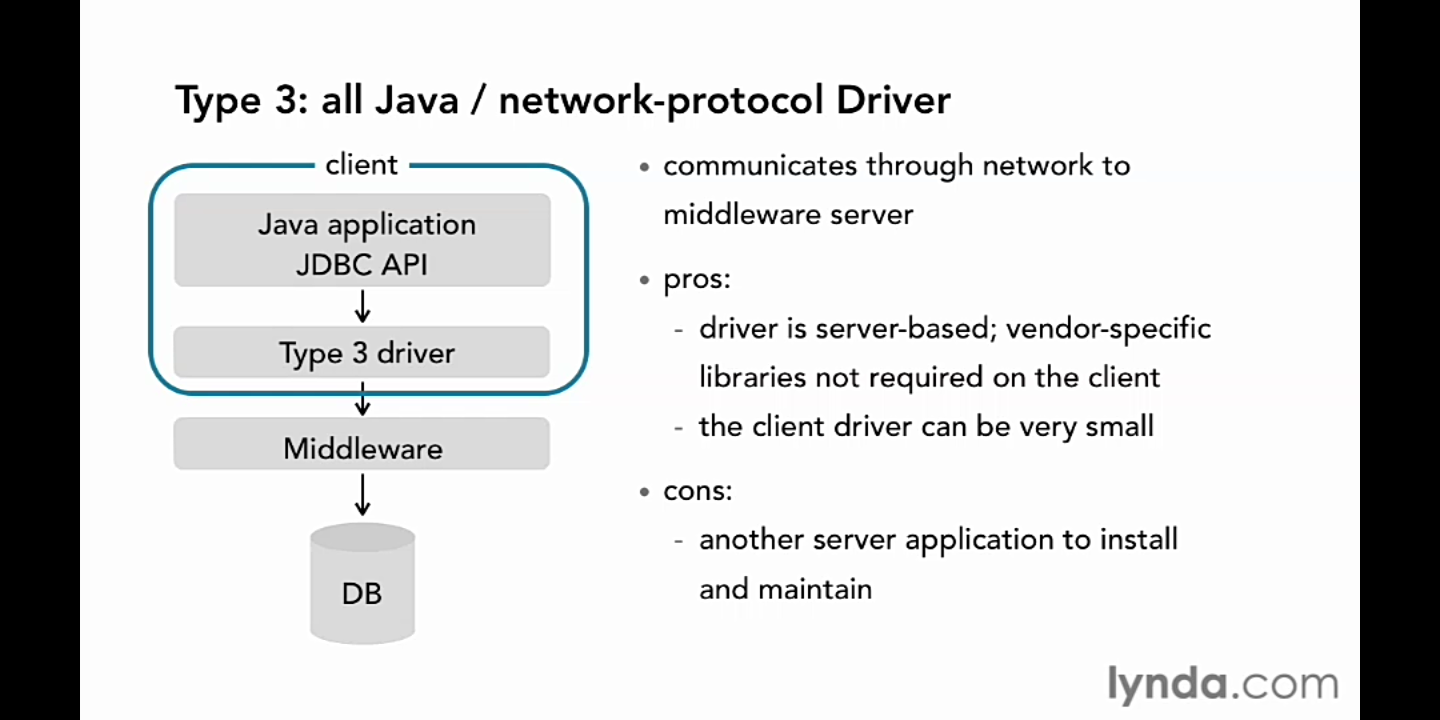 Type 3: all Java / network-protocol Driver
client
Java application
JDBC API
Type 3 driver
Middleware
DB
• communicates through network to
middleware server
• pros:
- driver is server-based; vendor-specific
libraries not required on the client
- the client driver can be very small
• cons:
- another server application to install
and maintain
lynda.com